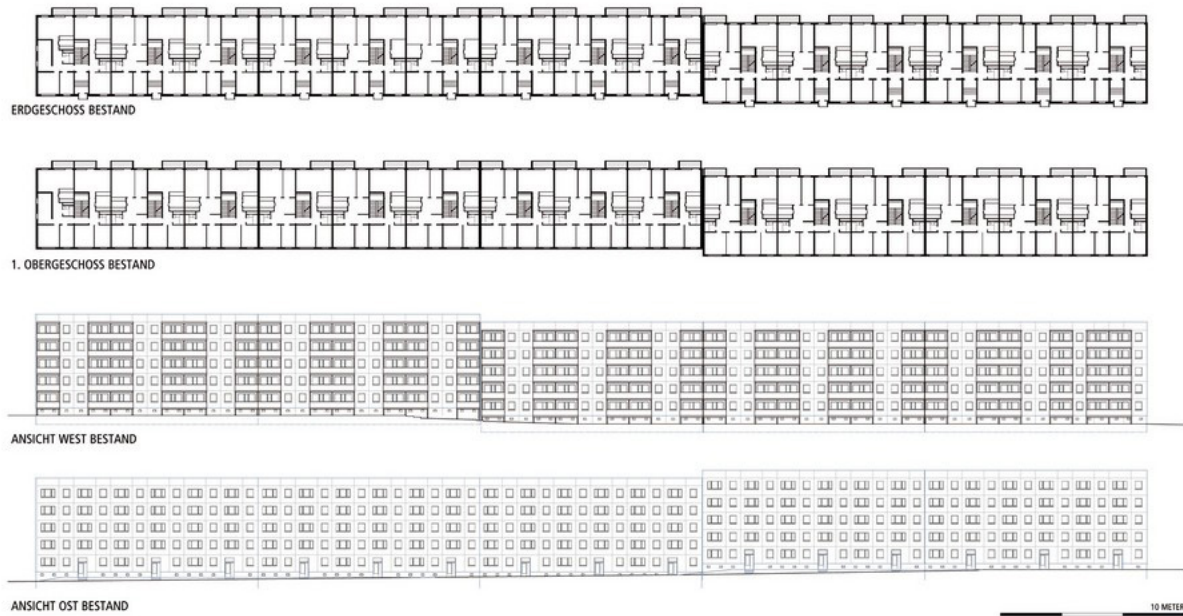 ERDGESCHOSS BESTAND
1. OBERGESCHOSS BESTAND
ANSICHT WEST BESTAND
ANSICHT OST BESTAND
10 METER